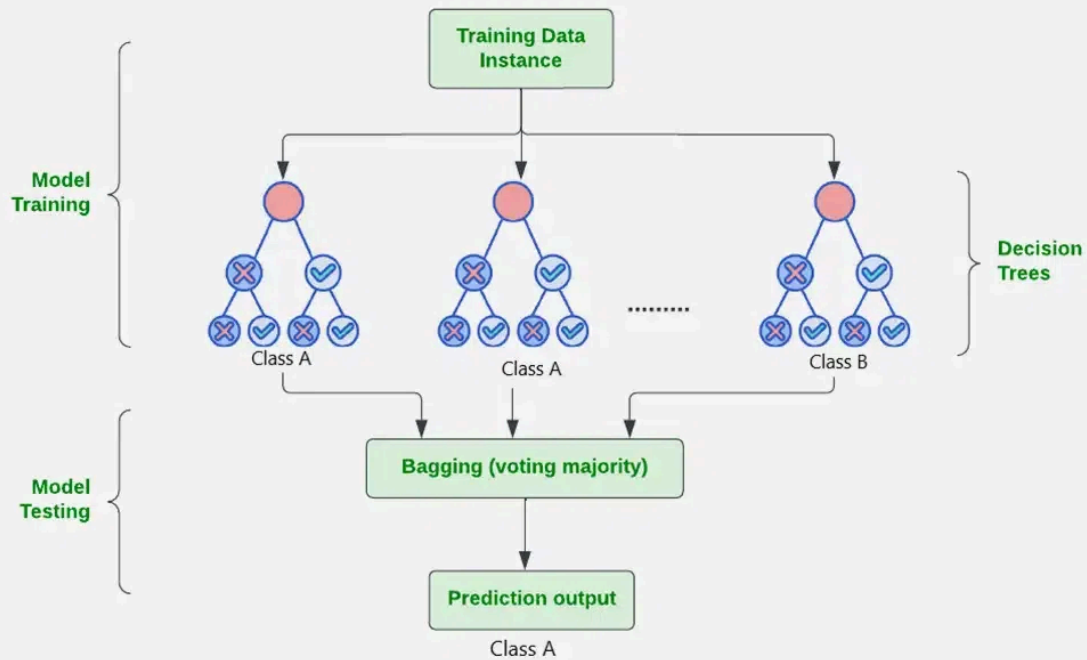 Training Data
Instance
Model
Training
Decision
Trees
Class A
Class A
Class B
Bagging (voting majority)
Model
Testing
Prediction output
Class A